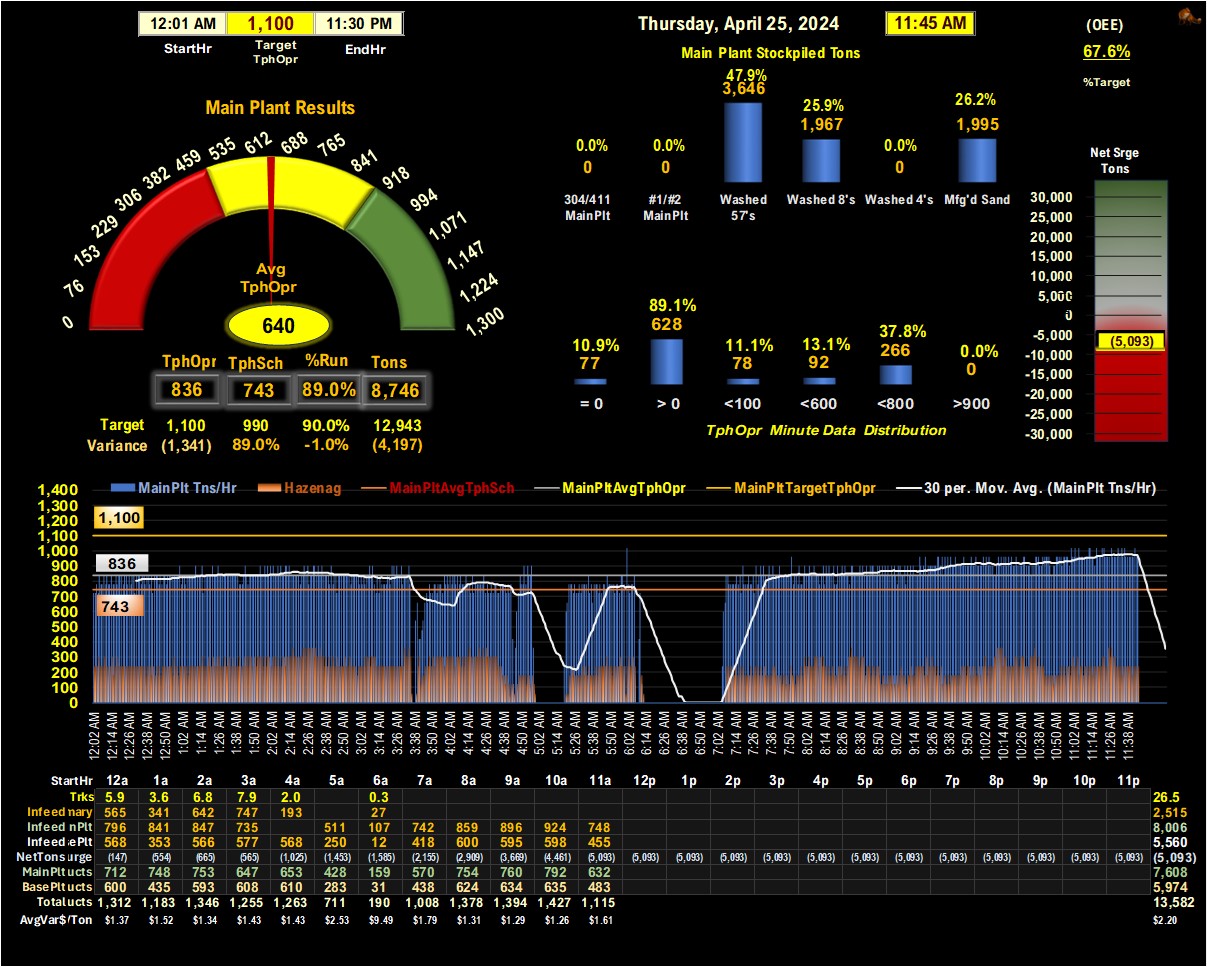 12:01 AM 1,100 11:30 PM
StartHr Target TphOpr EndHr
Thursday, April 25, 2024 11:45 AM
(OEE)
67.6%
%Target
Main Plant Stockpiled Tons
47.9% 25.9% 26.2% 0.0% 0.0% 0.0%
3,646 1,967 1,995 0 0 0
304/411 MainPlt #1/#2 MainPlt Washed 57's Washed 8's Washed 4's Mfg'd Sand
Main Plant Results
0 76 153 229 306 382 459 535 612 688 765 841 918 994 1,071 1,147 1,224 1,300
Avg
TphOpr
640
TphOpr TphSch %Run Tons
836 743 89.0% 8,746
Target 1,100 990 90.0% 12,943
Variance (1,341) 89.0% -1.0% (4,197)
10.9% 89.1% 11.1% 13.1% 37.8% 0.0%
77 628 78 92 266 0
= 0 > 0 <100 <600 <800 >900
TphOpr Minute Data Distribution
Net Srge
Tons
30,000
25,000
20,000
15,000
10,000
5,000
0
-5,000
(5,093)
-10,000
-15,000
-20,000
-25,000
-30,000
MainPlt Tns/Hr Hazenag MainPltAvgTphSch MainPltAvgTphOpr MainPltTargetTphOpr 30 per. Mov. Avg. (MainPlt Tns/Hr)
1,400
1,300
1,200
1,100
1,000
900
800
700
600
500
400
300
200
100
0
1,100
836
743
12:02 AM 12:14 AM 12:26 AM 12:38 AM 12:50 AM 1:02 AM 1:14 AM 1:26 AM 1:38 AM 1:50 AM 2:02 AM 2:14 AM 2:26 AM 2:38 AM 2:50 AM 3:02 AM 3:14 AM 3:26 AM 3:38 AM 3:50 AM 4:02 AM 4:14 AM 4:26 AM 4:38 AM 4:50 AM 5:02 AM 5:14 AM 5:26 AM 5:38 AM 5:50 AM 6:02 AM 6:14 AM 6:26 AM 6:38 AM 6:50 AM 7:02 AM 7:14 AM 7:26 AM 7:38 AM 7:50 AM 8:02 AM 8:14 AM 8:26 AM 8:38 AM 8:50 AM 9:02 AM 9:14 AM 9:26 AM 9:38 AM 9:50 AM 10:02 AM 10:14 AM 10:26 AM 10:38 AM 10:50 AM 11:02 AM 11:14 AM 11:26 AM 11:38 AM
StartHr 12a 1a 2a 3a 4a 5a 6a 7a 8a 9a 10a 11a 12p 1p 2p 3p 4p 5p 6p 7p 8p 9p 10p 11p
Trks 5.9 3.6 6.8 7.9 2.0 0.3 26.5
Infeed mary 565 341 642 747 193 27 2,515
Infeed nPlt 796 841 847 735 511 107 742 859 896 924 748 8,006
Infeed ePlt 568 353 566 577 568 250 12 418 600 595 598 455 5,560
NetTons urge (147) (554) (665) (565) (1,025) (1,453) (1,585) (2,155) (2,909) (3,669) (4,461) (5,093) (5,093) (5,093) (5,093) (5,093) (5,093) (5,093) (5,093) (5,093) (5,093) (5,093) (5,093) (5,093) (5,093)
MainPlt ucts 712 748 753 647 653 428 159 570 754 760 792 632 7,608
BasePlt ucts 600 435 593 608 610 283 31 438 624 634 635 483 5,974
Total ucts 1,312 1,183 1,346 1,255 1,263 711 190 1,008 1,378 1,394 1,427 1,115 13,582
AvgVar$/Ton $1.37 $1.52 $1.34 $1.43 $1.43 $2.53 $9.49 $1.79 $1.31 $1.29 $1.26 $1.61 $2.20